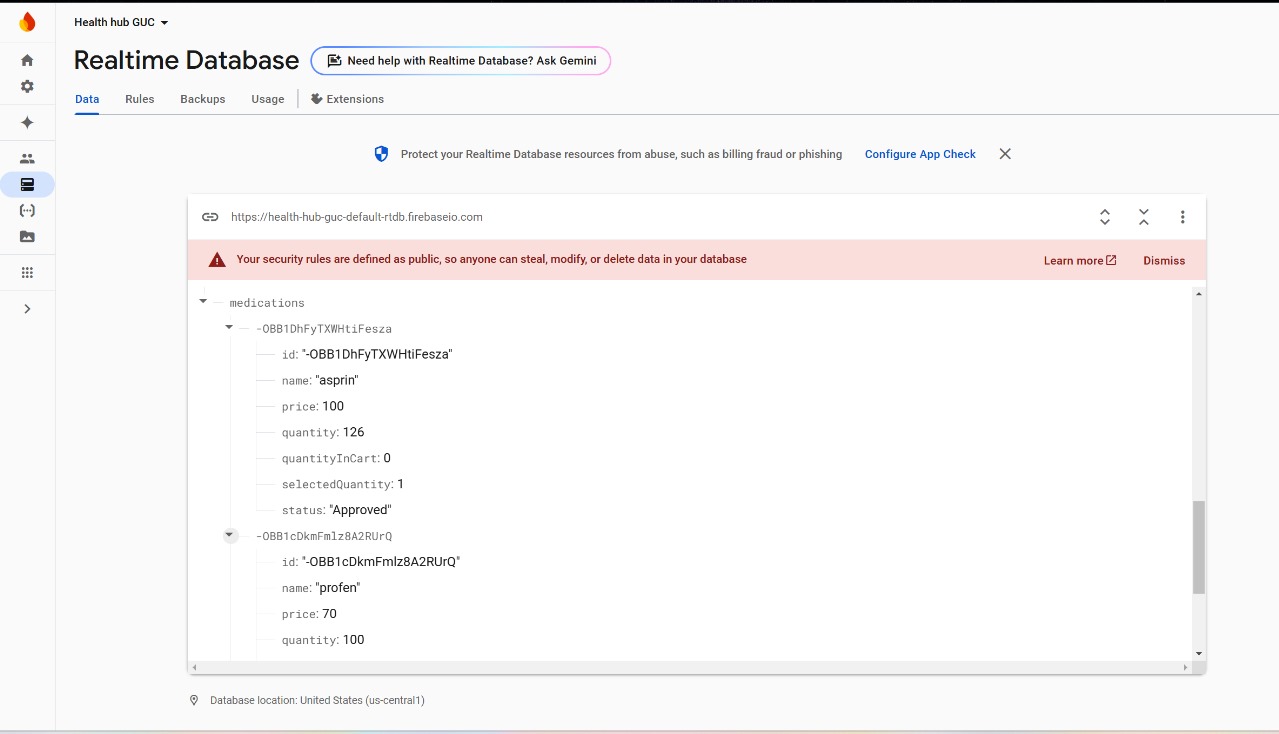 Health hub GUC
Realtime Database
Need help with Realtime Database? Ask Gemini
Data Rules Backups Usage Extensions
Protect your Realtime Database resources from abuse, such as billing fraud or phishing Configure App Check
https://health-hub-guc-default-rtdb.firebaseio.com
Your security rules are defined as public, so anyone can steal, modify, or delete data in your database Learn more Dismiss
medications
-OBB1DhFyTXWHtiFesza
id: "-OBB1DhFyTXWHtiFesza"
name: "asprin"
price: 100
quantity: 126
quantityInCart: 0
selectedQuantity: 1
status: "Approved"
-OBB1cDkmFmlz8A2RUrQ
id: "-OBB1cDkmFmlz8A2RUrQ"
name: "profen"
price: 70
quantity: 100
Database location: United States (us-central1)